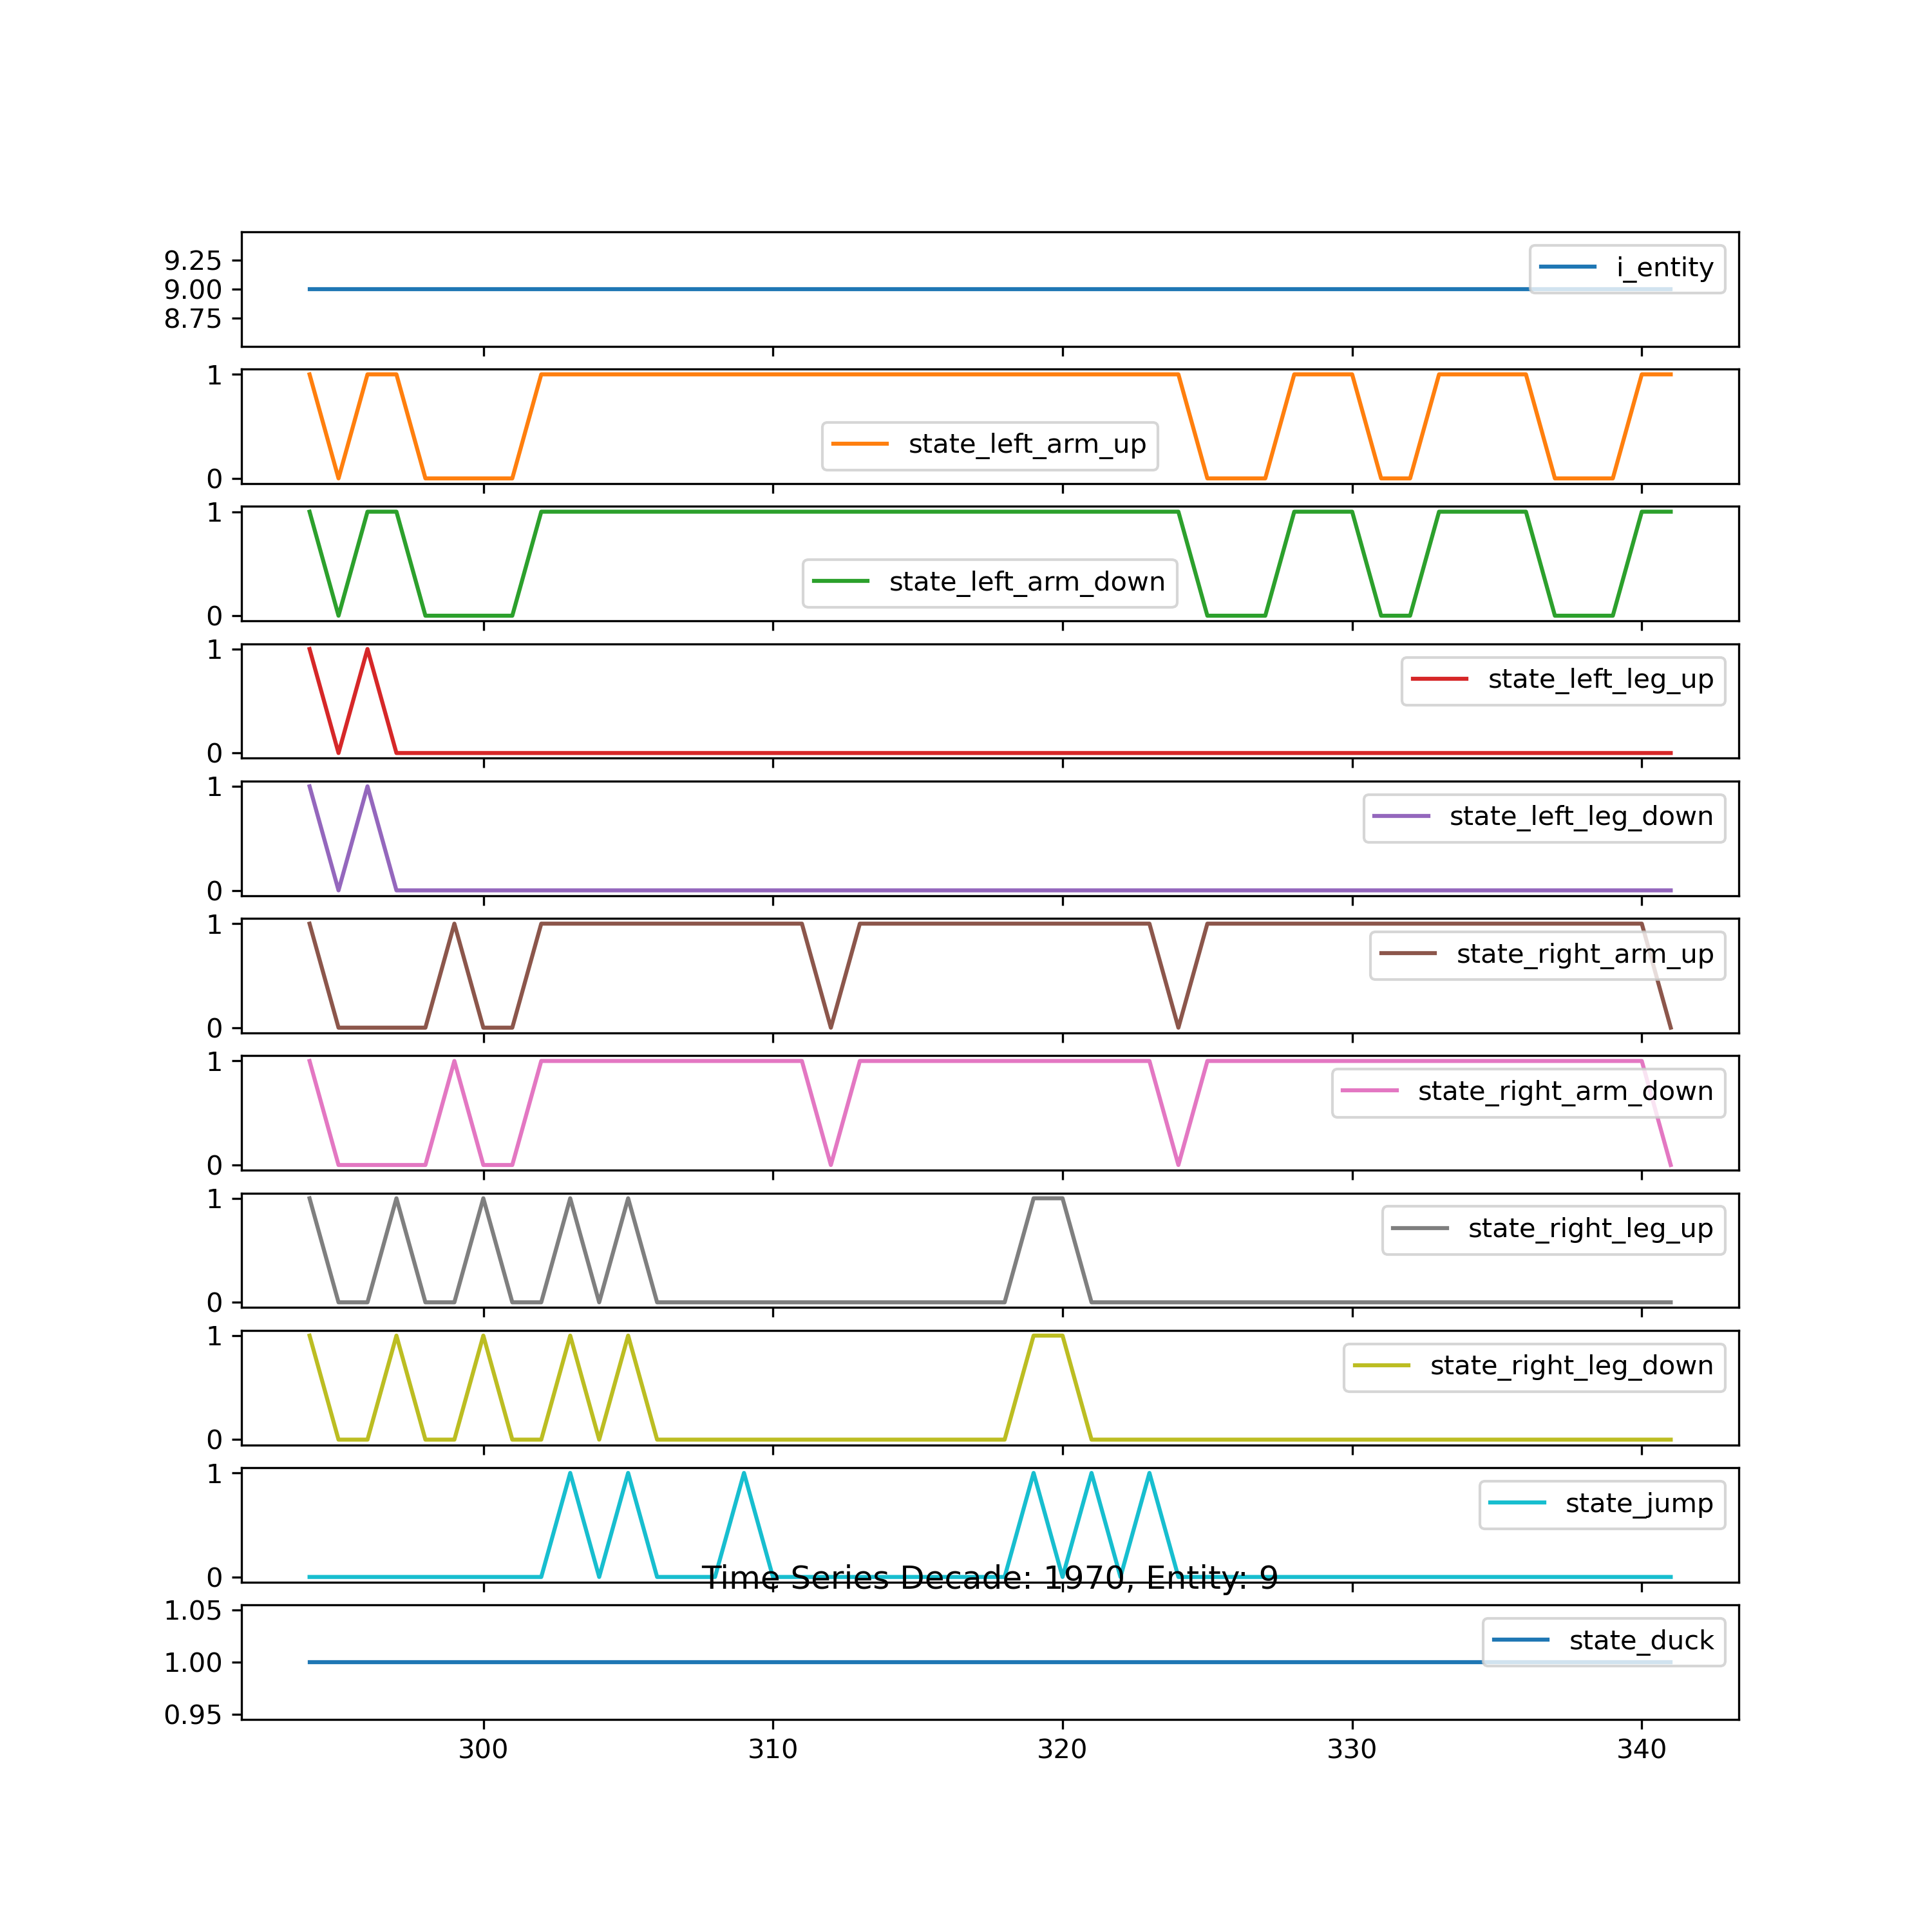 9.25
9.00
8.75
i_entity
1
0
state_left_arm_up
1
0
state_left_arm_down
1
0
state_left_leg_up
1
0
state_left_leg_down
1
0
state_right_arm_up
1
0
state_right_arm_down
1
0
state_right_leg_up
1
0
state_right_leg_down
1
0
state_jump
Time Series Decade: 1970, Entity: 9
1.05
1.00
0.95
state_duck
300 310 320 330 340